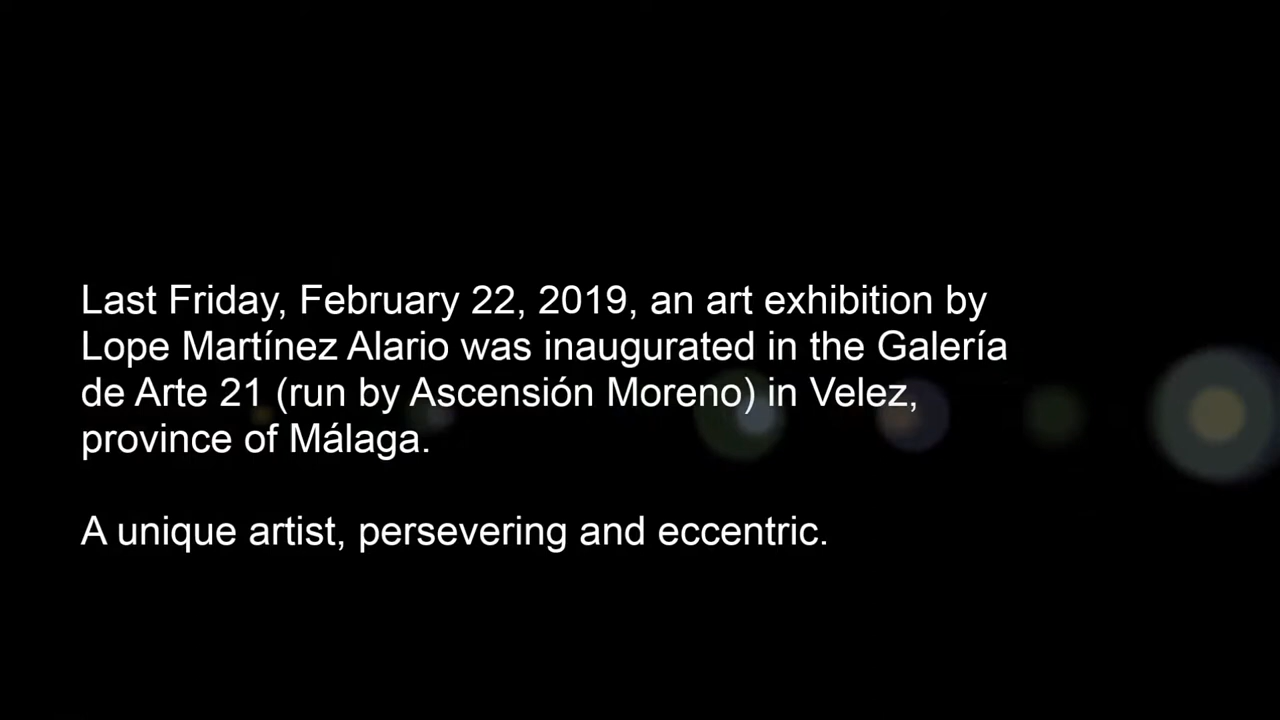 Last Friday, February 22, 2019, an art exhibition by
Lope Martínez Alario was inaugurated in the Galería
de Arte 21 (run by Ascensión Moreno) in Velez,
province of Málaga.
A unique artist, persevering and eccentric.